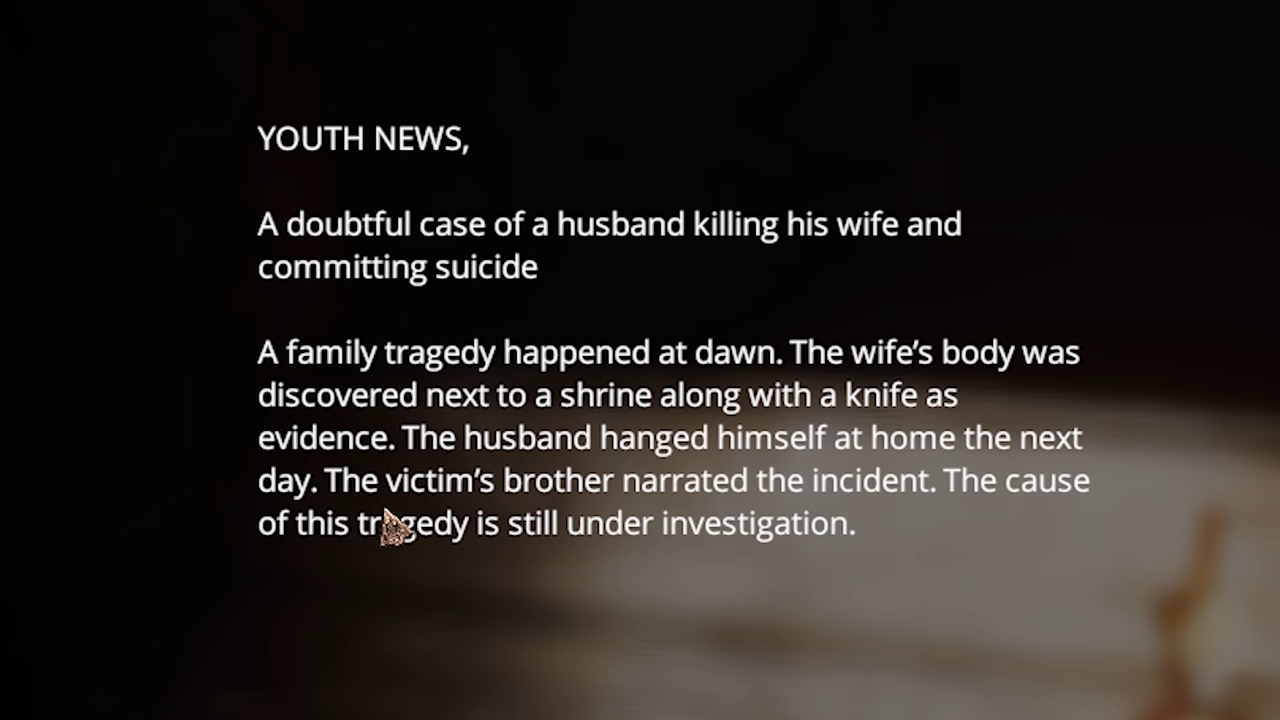 YOUTH NEWS,
A doubtful case of a husband killing his wife and
committing suicide
A family tragedy happened at dawn. The wife’s body was
discovered next to a shrine along with a knife as
evidence. The husband hanged himself at home the next
day. The victim’s brother narrated the incident. The cause
of this tragedy is still under investigation.